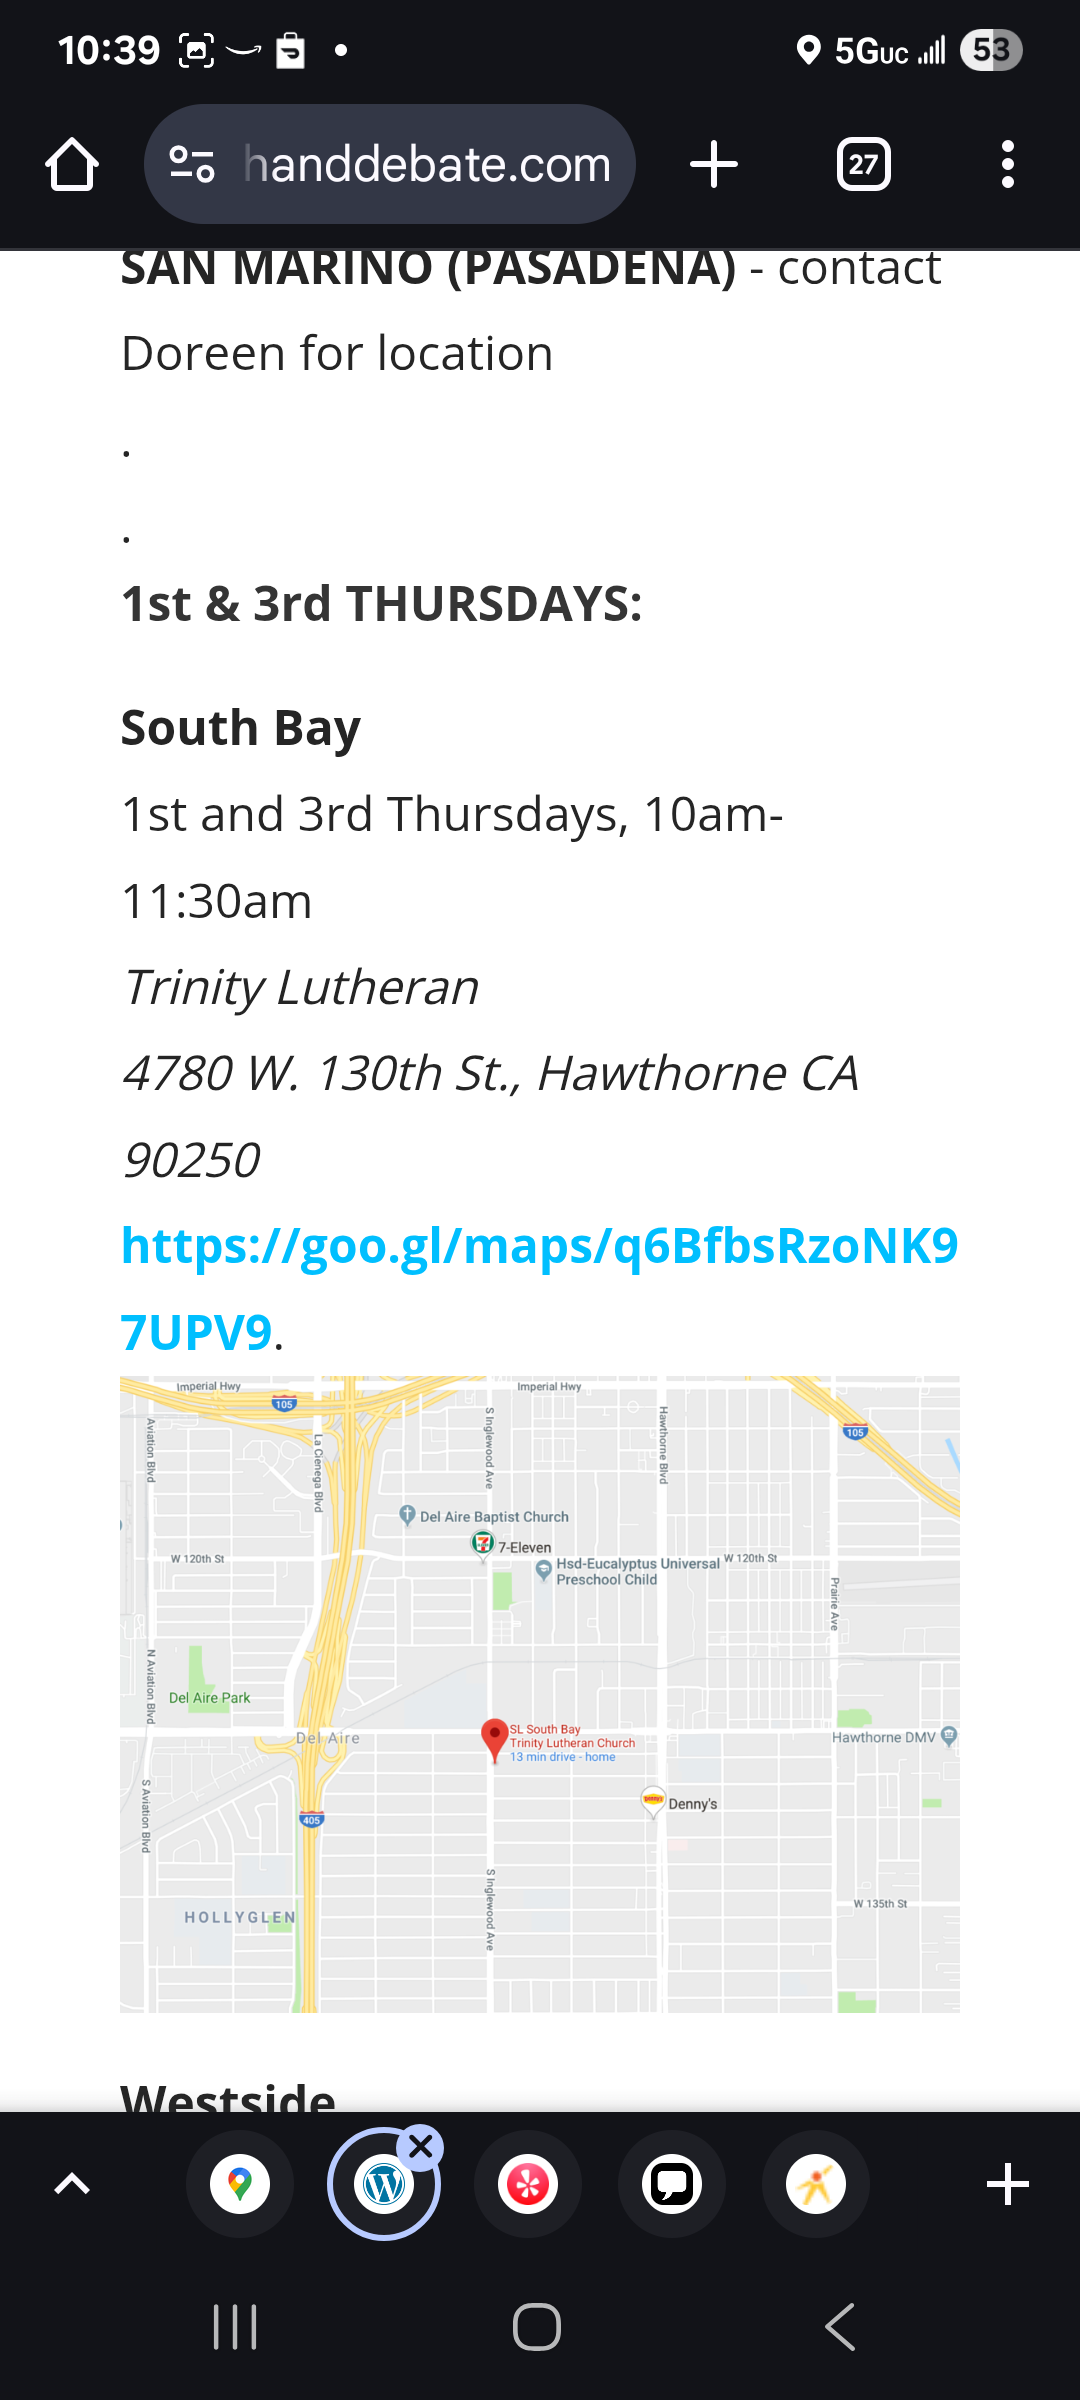 10:39
5GUC
53
handdebate.com
27
SAN MARINO (PASADENA) - contact
Doreen for location
.
.
1st & 3rd THURSDAYS:
South Bay
1st and 3rd Thursdays, 10am-
11:30am
Trinity Lutheran
4780 W. 130th St., Hawthorne CA
90250
https://goo.gl/maps/q6BfbsRzoNK9
7UPV9.
Imperial Hwy
Imperial Hwy
105
105
Aviation Blvd
La Cienega Blvd
S Inglewood Ave
Hawthorne Blvd
Del Aire Baptist Church
7-Eleven
W 120th St
Hsd-Eucalyptus Universal
Preschool Child
W 120th St
Prairie Ave
N Aviation Blvd
Del Aire Park
Del Aire
SL South Bay
Trinity Lutheran Church
13 min drive - home
Hawthorne DMV
S Aviation Blvd
405
Denny's
Denny's
S Inglewood Ave
W 135th St
HOLLYGLEN
Westside